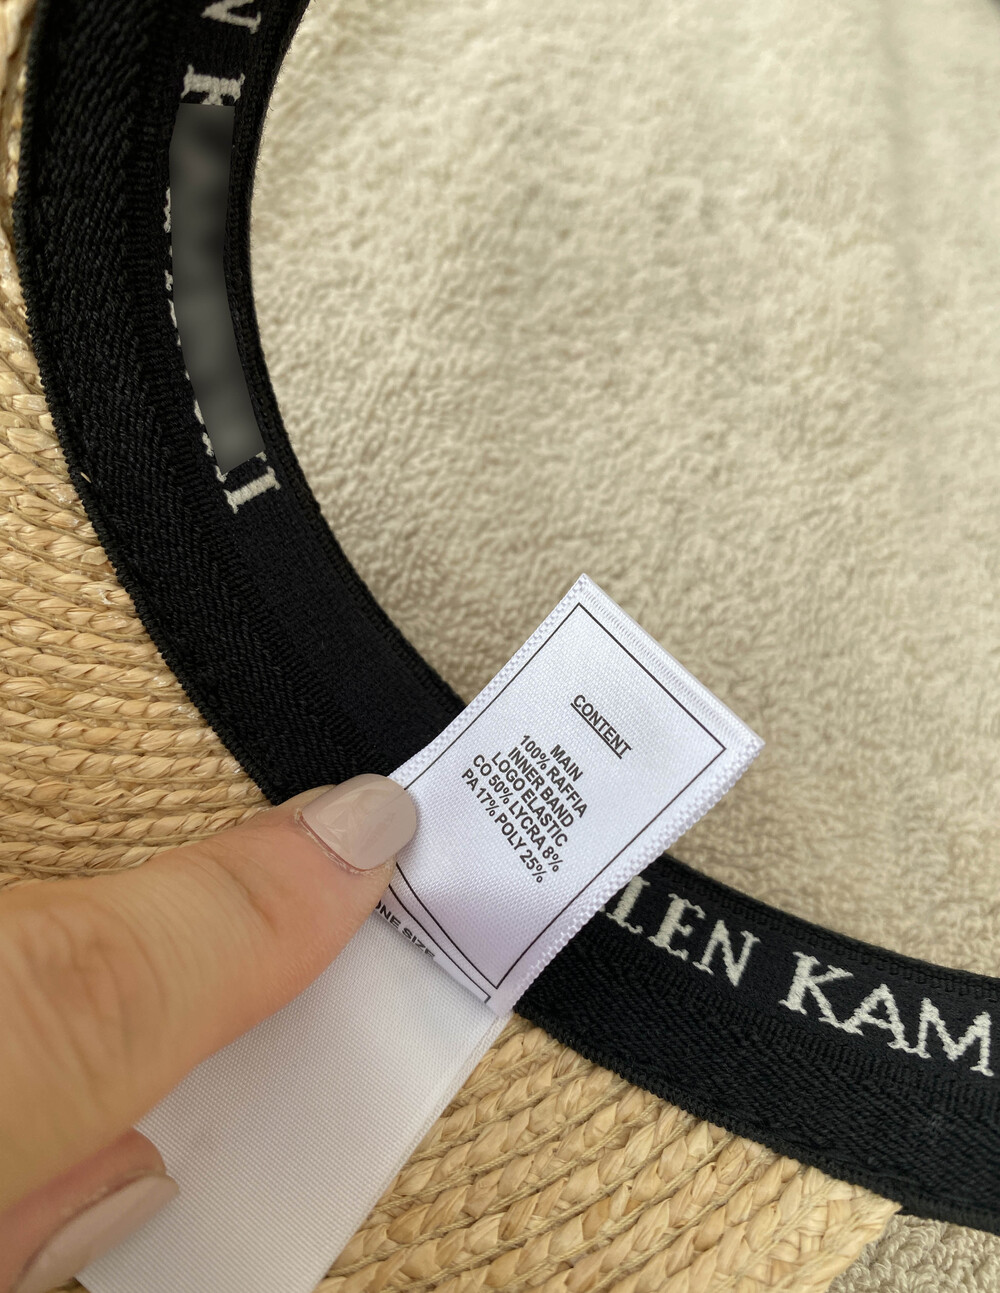 CONTENT
MAIN
100% RAFFIA
INNER BAND
LOGO ELASTIC
CO 50% LYCRA 8%
PA 17% POLY 25%
ONE SIZE
LEN KAM